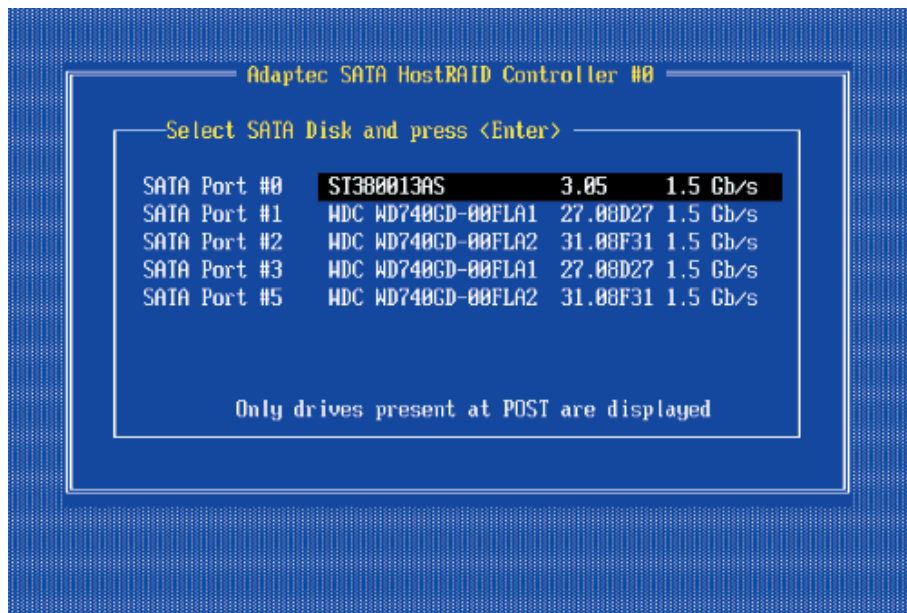 Adaptec SATA HostRAID Controller #0
Select SATA Disk and press <Enter>
SATA Port #0 ST380013AS 3.05 1.5 Gb/s
SATA Port #1 WDC WD740GD-00FLA1 27.08D27 1.5 Gb/s
SATA Port #2 WDC WD740GD-00FLA2 31.08F31 1.5 Gb/s
SATA Port #3 WDC WD740GD-00FLA1 27.08D27 1.5 Gb/s
SATA Port #5 WDC WD740GD-00FLA2 31.08F31 1.5 Gb/s
Only drives present at POST are displayed